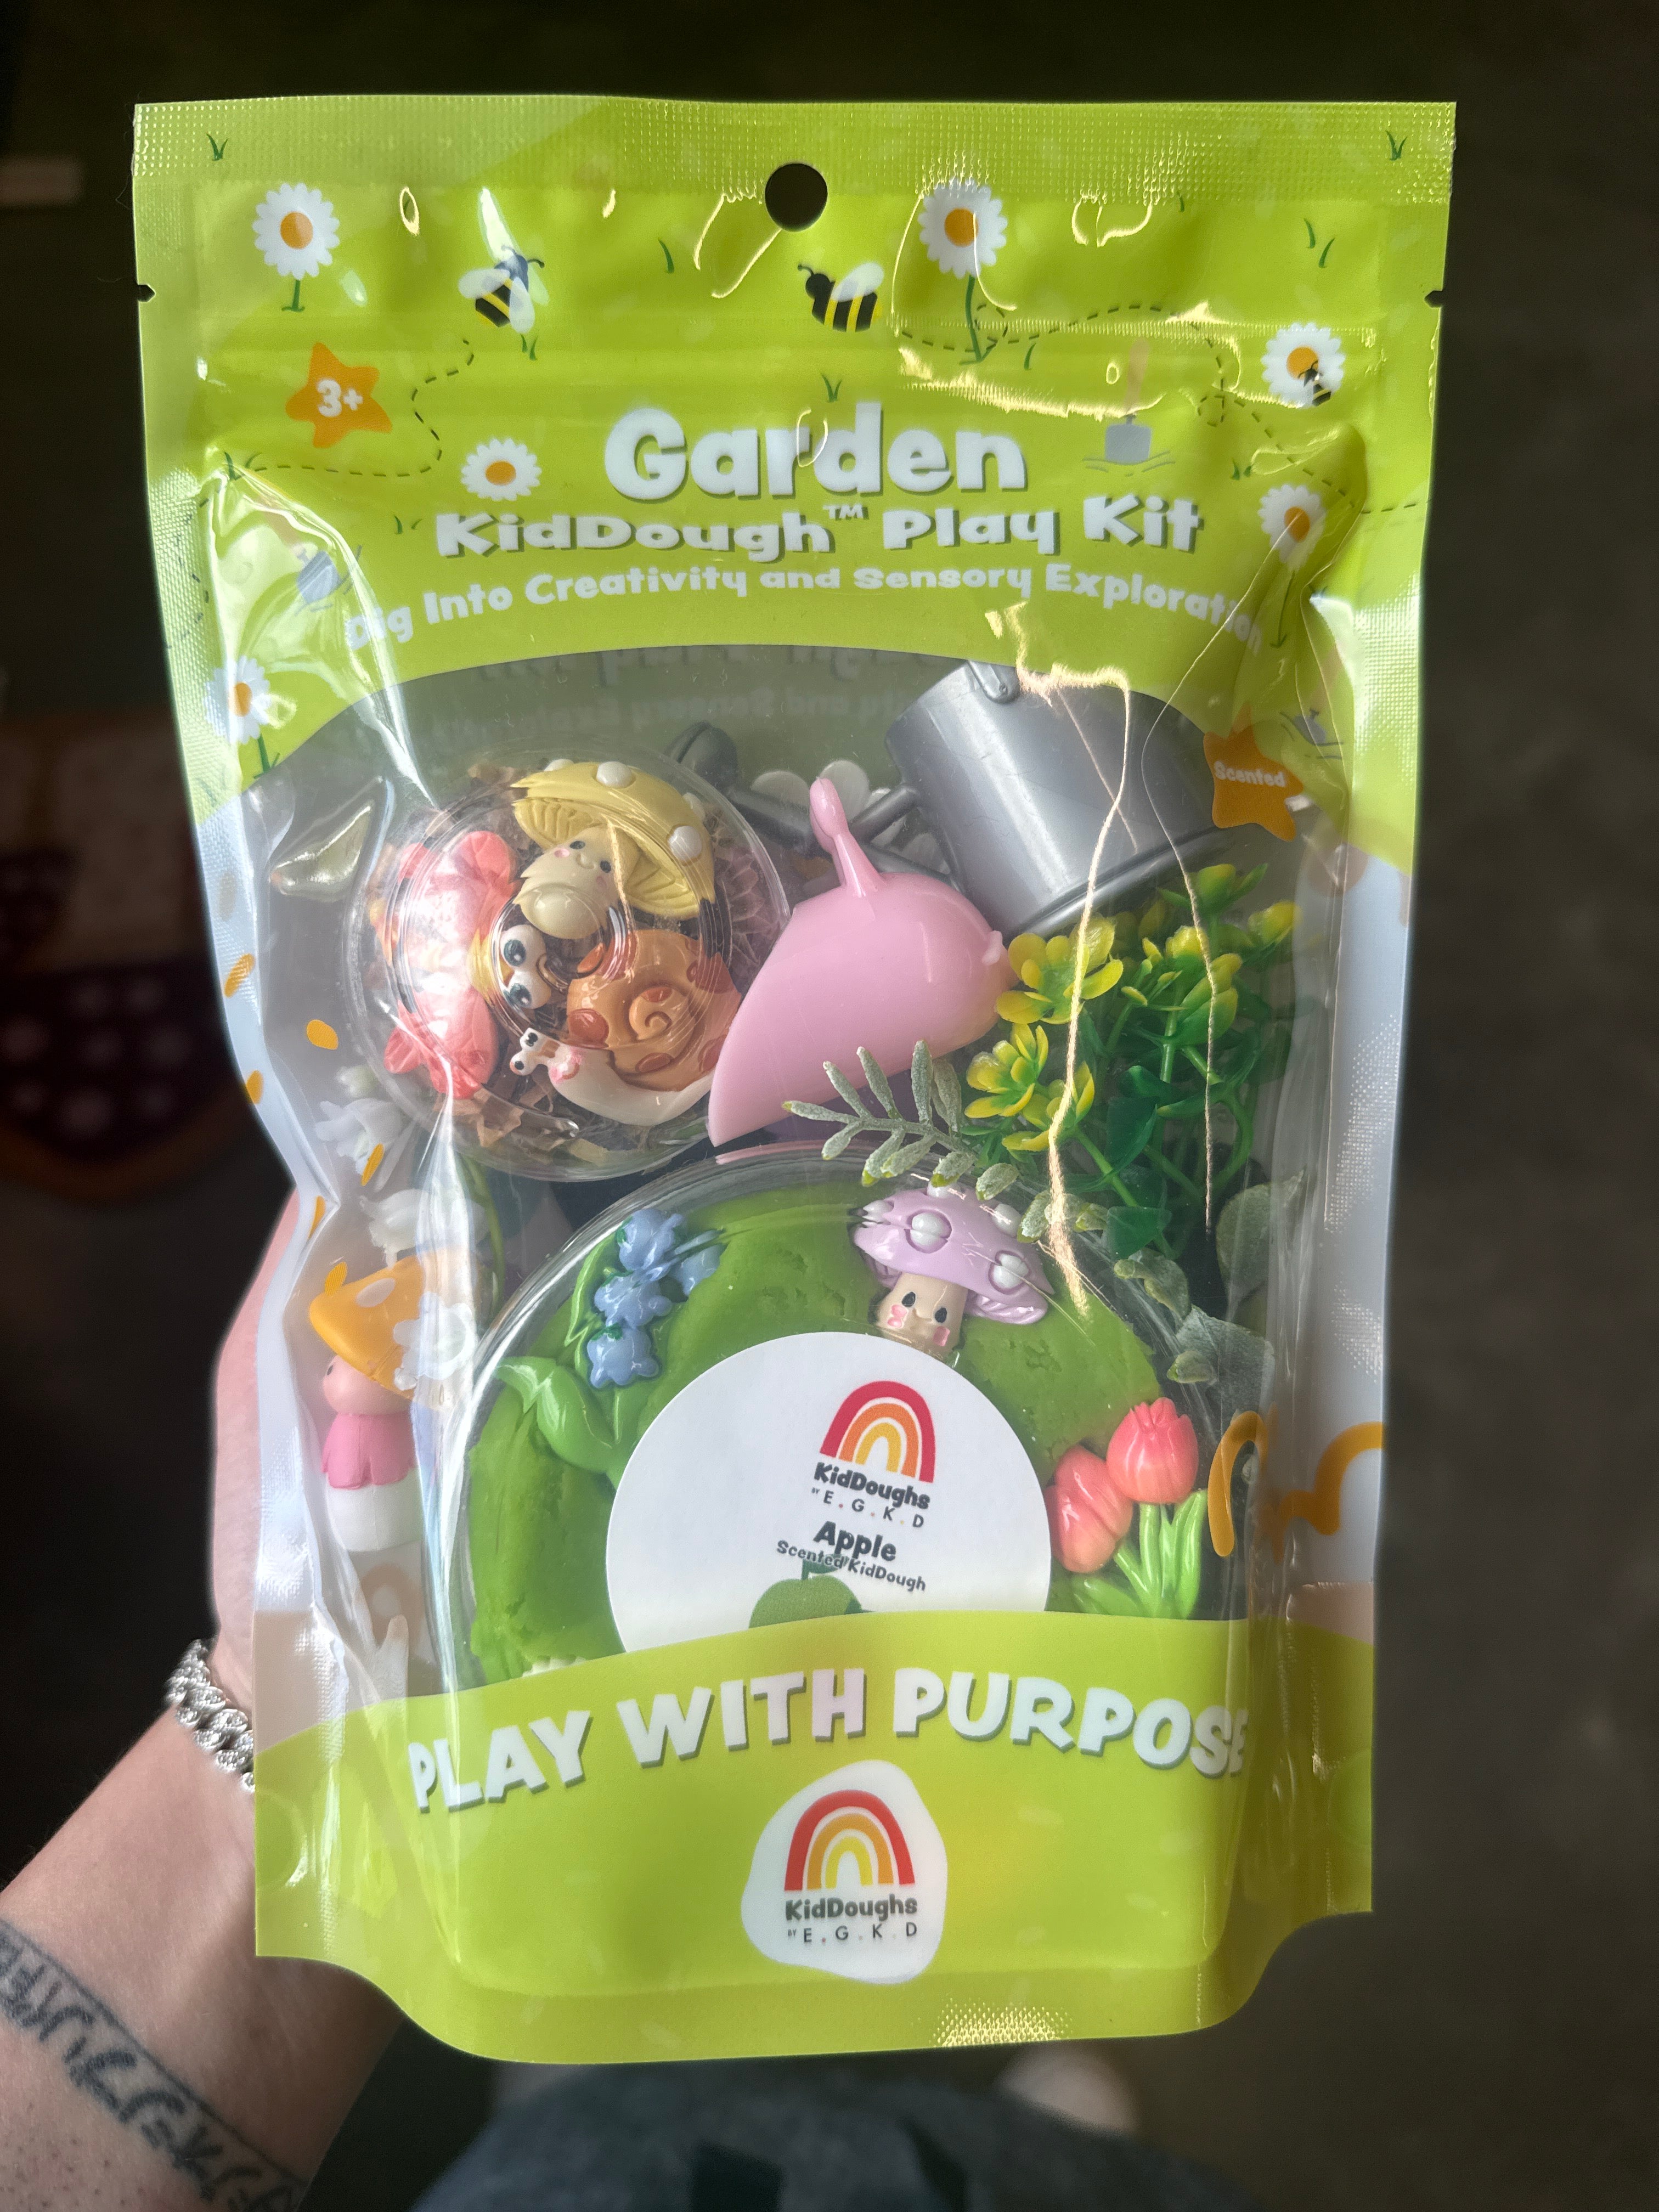 3+
Garden
KidDough™ Play Kit
Dig Into Creativity and Sensory Exploration
Scented
KidDoughs
BY E.G.K.D
Apple
Scented KidDough
PLAY WITH PURPOSE
KidDoughs
BY E.G.K.D